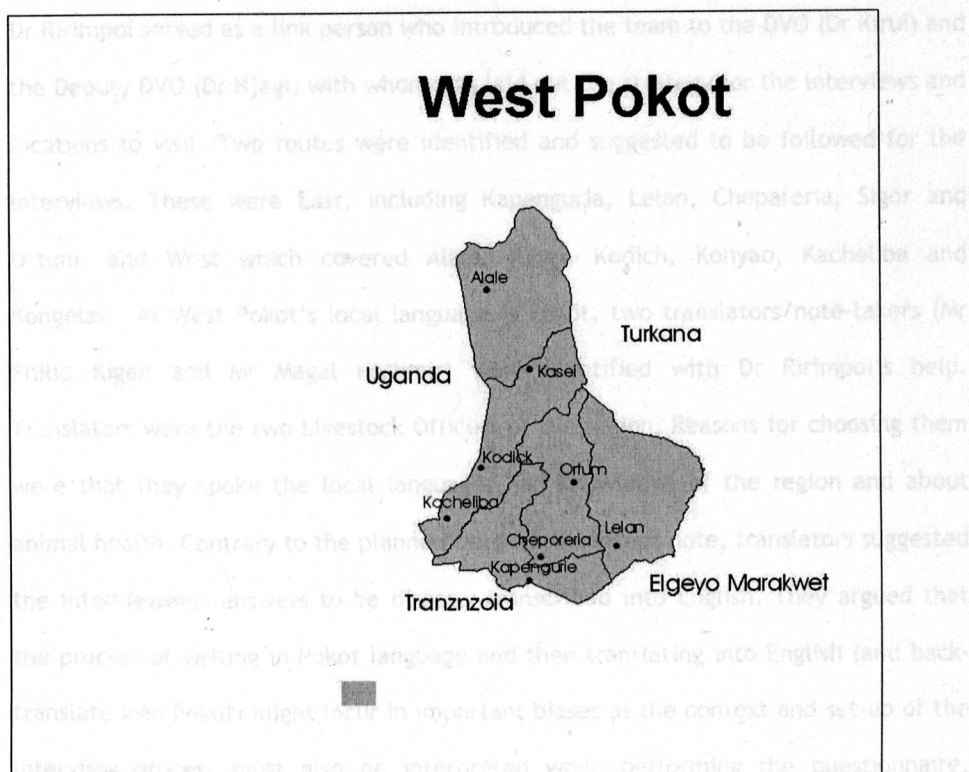 Dr Ririmpoi served as a link person who introduced the team to the DVO (Dr Kirui) and
the Deputy DVO (Dr Njagi) with whom for the interviews and
West Pokot
locations to visit. Two routes were identified and suggested to be followed for the
interviews. These were East, including Kapenguria, Lelan, Chepareria, Sigor and
Ortum, and West which covered Kodich, Konyao, Kacheliba and
Alale
Kongelai. As West Pokot's local language two translators/note-takers (Mr
Turkana
Philip Kigen and Mr Magal with Dr Ririmpoi's help.
Uganda
Kasei
Translators were the two Livestock Officers Reasons for choosing them
Kodick
Ortum
were that they spoke the local language the region and about
Kacheliba
Lelan
animal health. Contrary to the planned note, translators suggested
Cheporeria
Kapengurie
the answers to be transcribed into English. They argued that
Elgeyo Marakwet
Tranznzoia
the process of writing in Pokot language and then translating into English (and back-
translate into Pokot) might incur in important biases as the context and set-up of the
interview process must also be interpreted while performing the questionnaire.